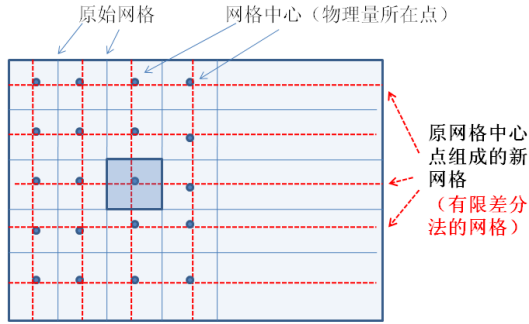 原始网格
网格中心（物理量所在点）
原网格中心
点组成的新
网格
（有限差分
法的网格）